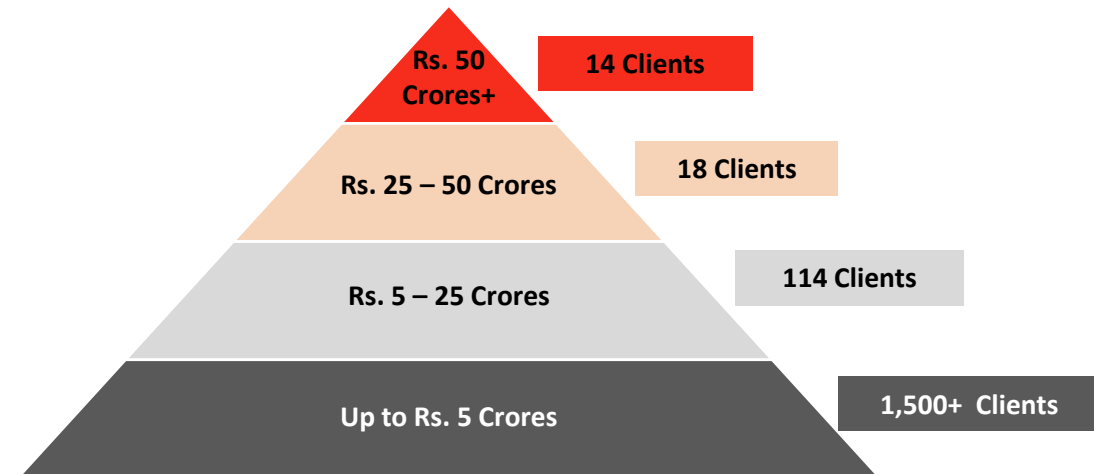 Rs. 50
Crores+
14 Clients
Rs. 25 – 50 Crores
18 Clients
Rs. 5 – 25 Crores
114 Clients
Up to Rs. 5 Crores
1,500+  Clients